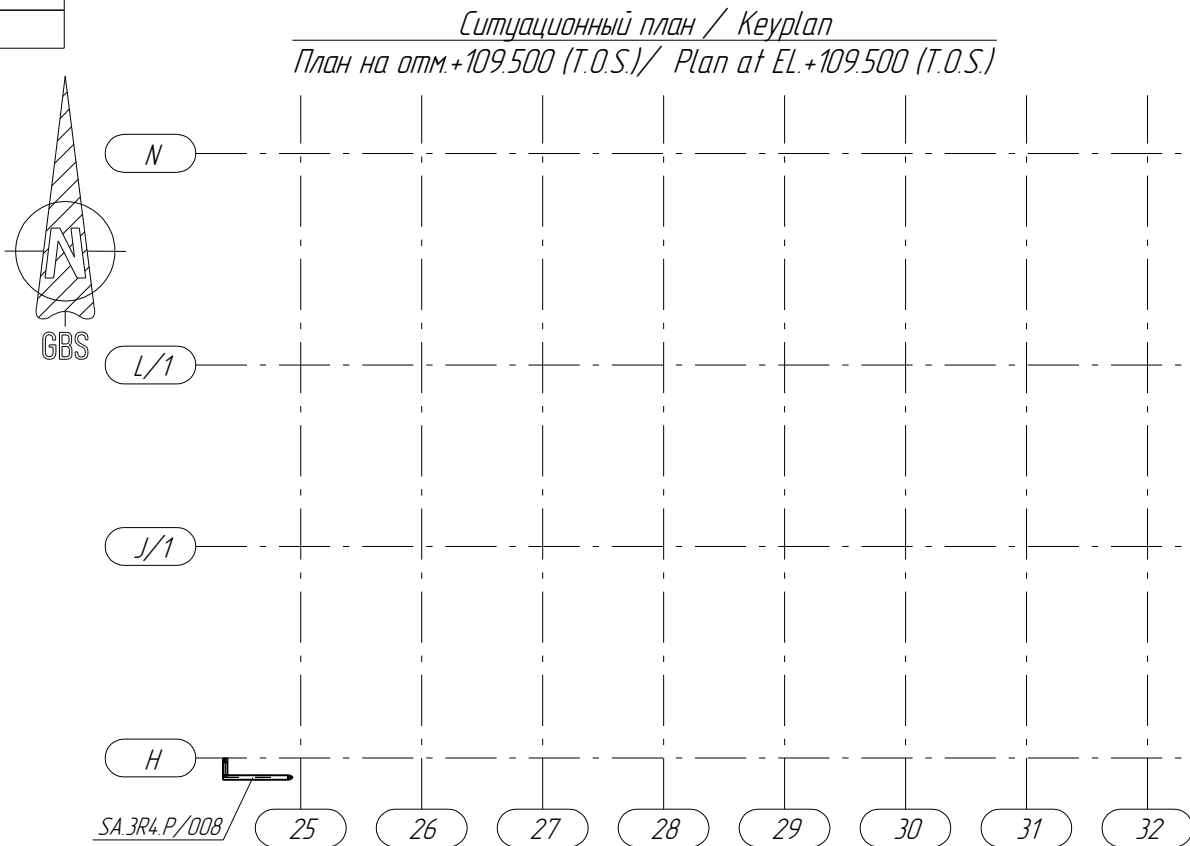 Ситуационный план / Keyplan
План на отм.+109.500 (T.O.S.)/ Plan at EL.+109.500 (T.O.S.)
N
N
GBS
L/1
J/1
H
SA.3R4.P/008
25 26 27 28 29 30 31 32